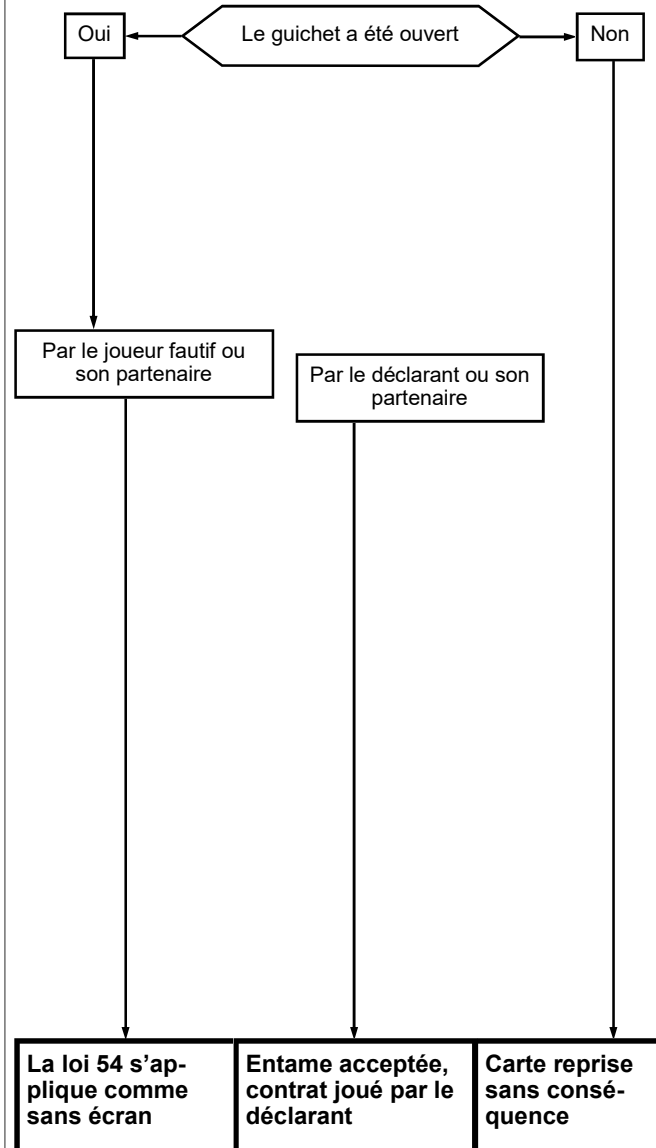 Oui
Le guichet a été ouvert
Non
Par le joueur fautif ou
son partenaire
Par le déclarant ou son
partenaire
La loi 54 s’ap-
plique comme
sans écran
Entame acceptée,
contrat joué par le
déclarant
Carte reprise
sans consé-
quence